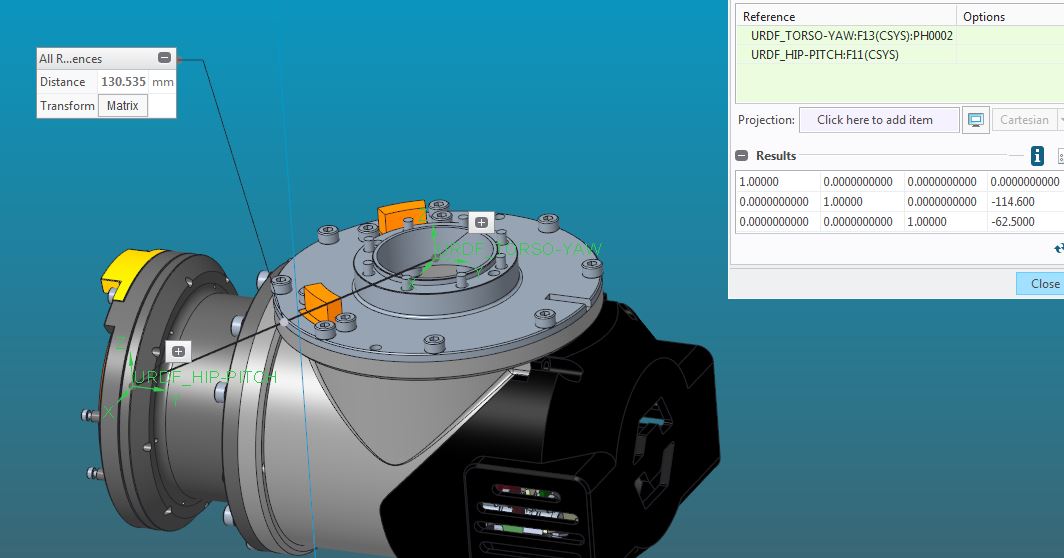 All R...ences
Distance 130.535 mm
Transform Matrix
Reference Options
URDF_TORSO-YAW:F13(CSYS):PH0002
URDF_HIP-PITCH:F11(CSYS)
Projection: Click here to add item Cartesian
Results
1.00000 0.0000000000 0.0000000000 0.0000000000
0.0000000000 1.00000 0.0000000000 -114.600
0.0000000000 0.0000000000 1.00000 -62.5000
Close
URDF_TORSO-YAW
X Y
Z
URDF_HIP-PITCH
X Y